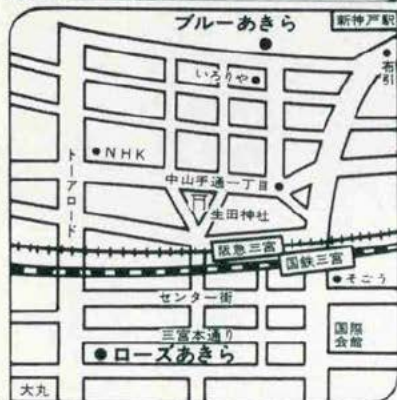 ブルーあきら
新神戸駅
いろりや
布引
NHK
トーアロード
中山手通一丁目
生田神社
阪急三宮
国鉄三宮
そごう
センター街
三宮本通り
国際会館
ローズあきら
大丸